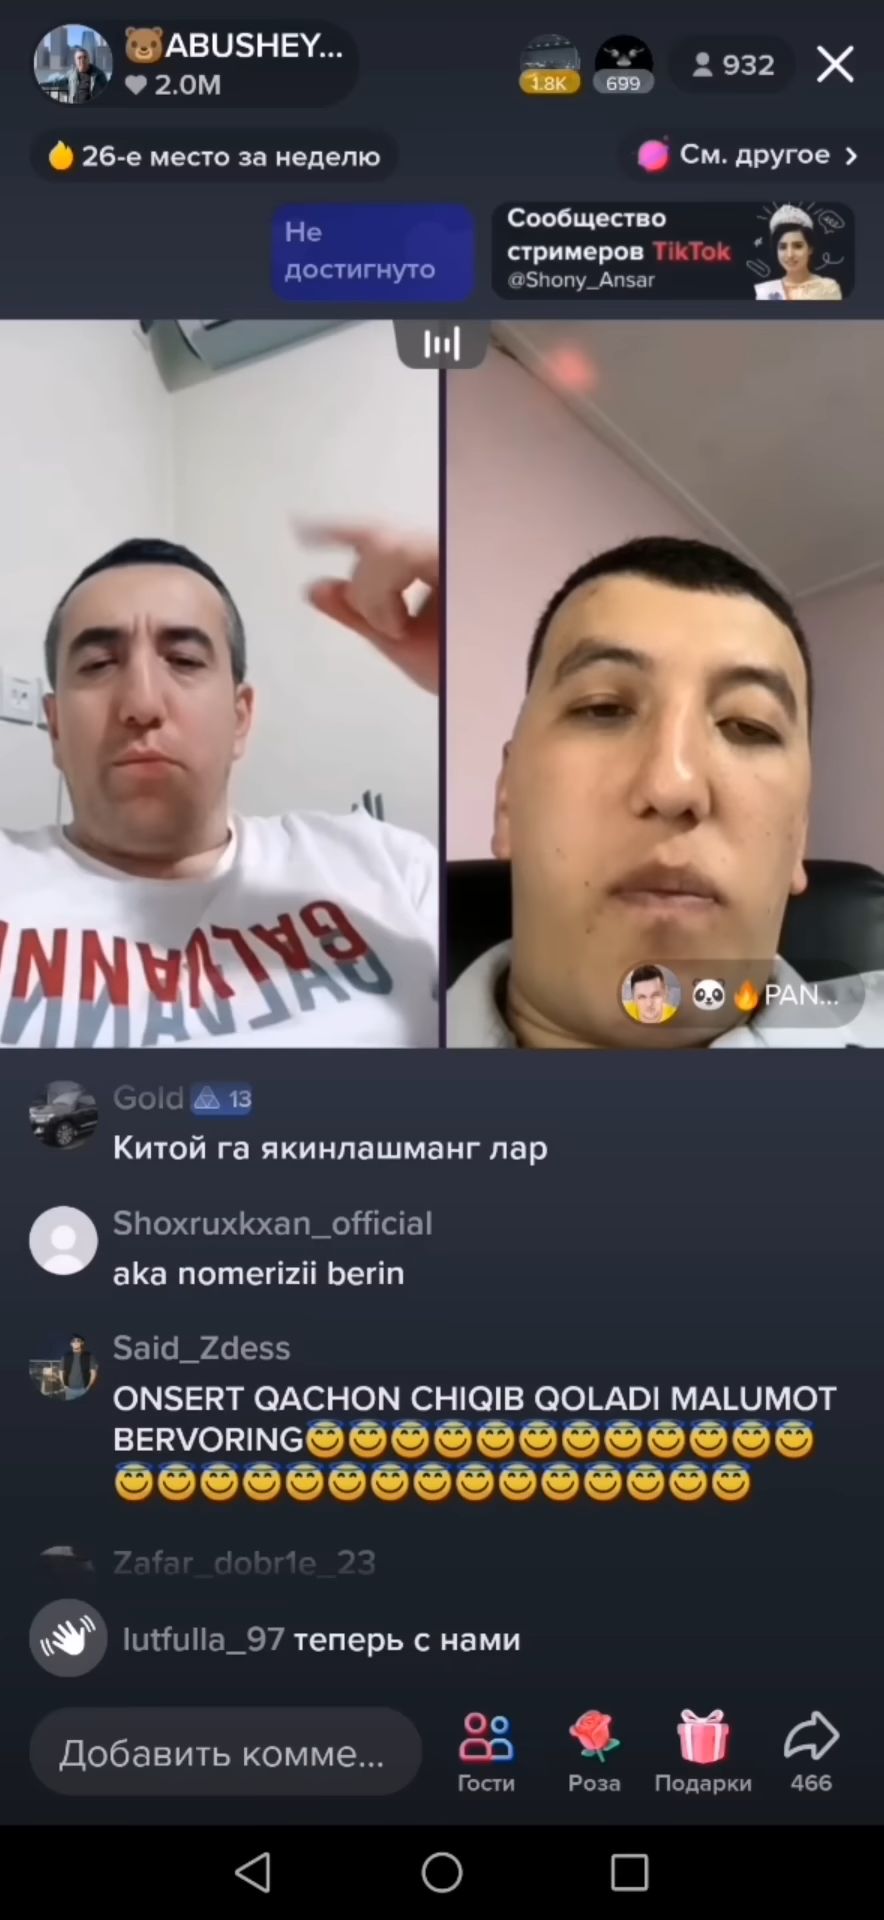 🐻ABUSHEY...
2.0M
1.8K
699
932
26-е место за неделю
См. другое
Не
достигнуто
Сообщество
стримеров TikTok
@Shony_Ansar
GALVANNI
🐼🔥PAN...
Gold 13
Китой га якинлашманг лар
Shoxruxkxan_official
aka nomerizii berin
Said_Zdess
ONSERT QACHON CHIQIB QOLADI MALUMOT
BERVORING😇😇😇😇😇😇😇😇😇😇😇😇
😇😇😇😇😇😇😇😇😇😇😇😇😇😇😇
Zafar_dobr1e_23
lutfulla_97 теперь с нами
Добавить комме...
Гости
Роза
Подарки
466